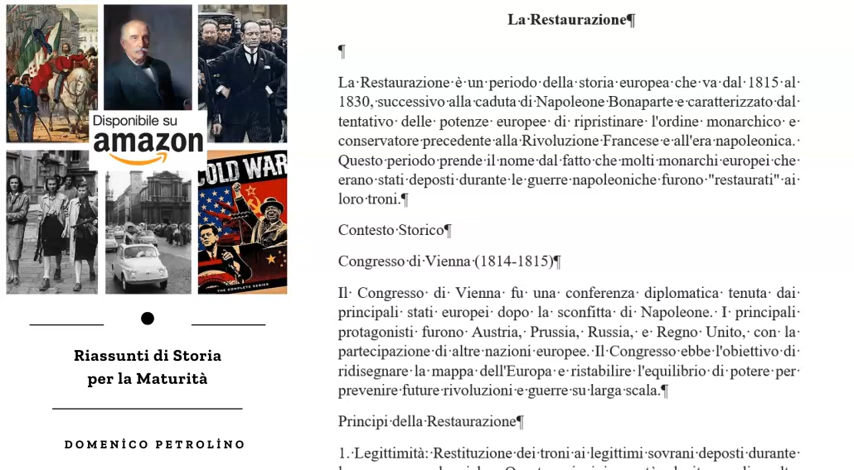 Disponibile su
amazon
COLD WAR
THE KOMPLETE SERIES
Riassunti di Storia
per la Maturità
DOMENICO PETROLINO
La·Restaurazione¶
¶
La·Restaurazione·è·un·periodo·della·storia·europea·che·va·dal·1815·al·
1830,·successivo·alla·caduta·di·Napoleone·Bonaparte·e·caratterizzato·dal·
tentativo·delle·potenze·europee·di·ripristinare·l'ordine·monarchico·e·
conservatore·precedente·alla·Rivoluzione·Francese·e·all'era·napoleonica.·
Questo·periodo·prende·il·nome·dal·fatto·che·molti·monarchi·europei·che·
erano·stati·deposti·durante·le·guerre·napoleoniche·furono·"restaurati"·ai·
loro·troni.¶
Contesto·Storico¶
Congresso·di·Vienna·(1814-1815)¶
Il·Congresso·di·Vienna·fu·una·conferenza·diplomatica·tenuta·dai·
principali·stati·europei·dopo·la·sconfitta·di·Napoleone.·I·principali·
protagonisti·furono·Austria,·Prussia,·Russia,·e·Regno·Unito,·con·la·
partecipazione·di·altre·nazioni·europee.·Il·Congresso·ebbe·l'obiettivo·di·
ridisegnare·la·mappa·dell'Europa·e·ristabilire·l'equilibrio·di·potere·per·
prevenire·future·rivoluzioni·e·guerre·su·larga·scala.¶
Principi·della·Restaurazione¶
1.·Legittimità:·Restituzione·dei·troni·ai·legittimi·sovrani·deposti·durante·